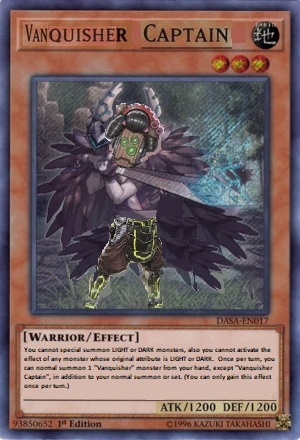 VANQUISHER CAPTAIN
EARTH
地
DASA-EN017
[WARRIOR/EFFECT]
You cannot special summon LIGHT or DARK monsters, also you cannot activate
the effect of any monster whose original attribute is LIGHT or DARK. Once per turn, you
can normal summon 1 "Vanquisher" monster from your hand, except "Vanquisher
Captain", in addition to your normal summon or set. (You can only gain this effect
once per turn.)
ATK/1200 DEF/1200
93850652 1st Edition
©1996 KAZUKI TAKAHASHI